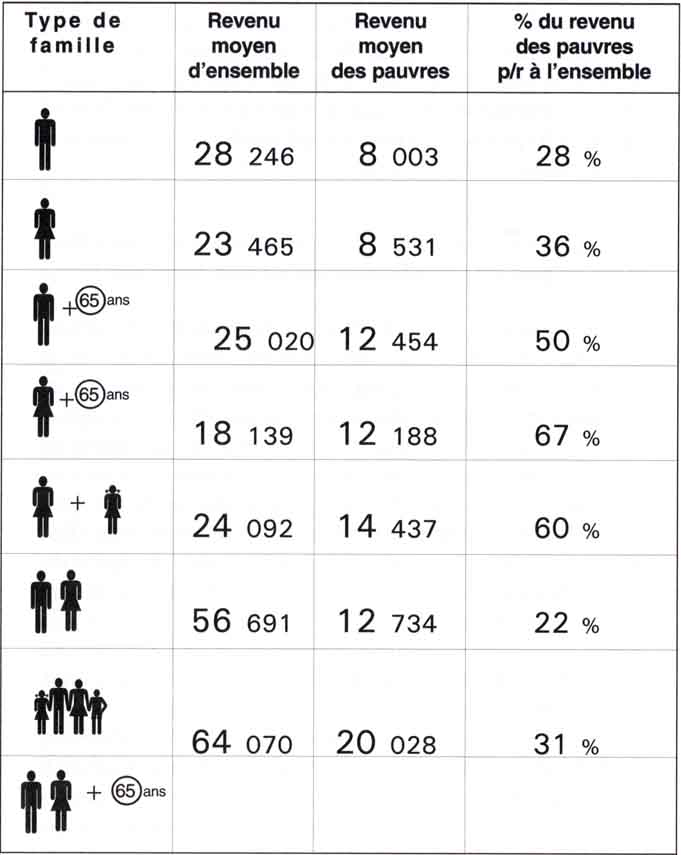 Type de famille
Revenu moyen d'ensemble
Revenu moyen des pauvres
% du revenu des pauvres p/r à l'ensemble
28 246 8 003 28 %
23 465 8 531 36 %
+ 65 ans
25 020 12 454 50 %
+ 65 ans
18 139 12 188 67 %
+
24 092 14 437 60 %
56 691 12 734 22 %
64 070 20 028 31 %
+ 65 ans